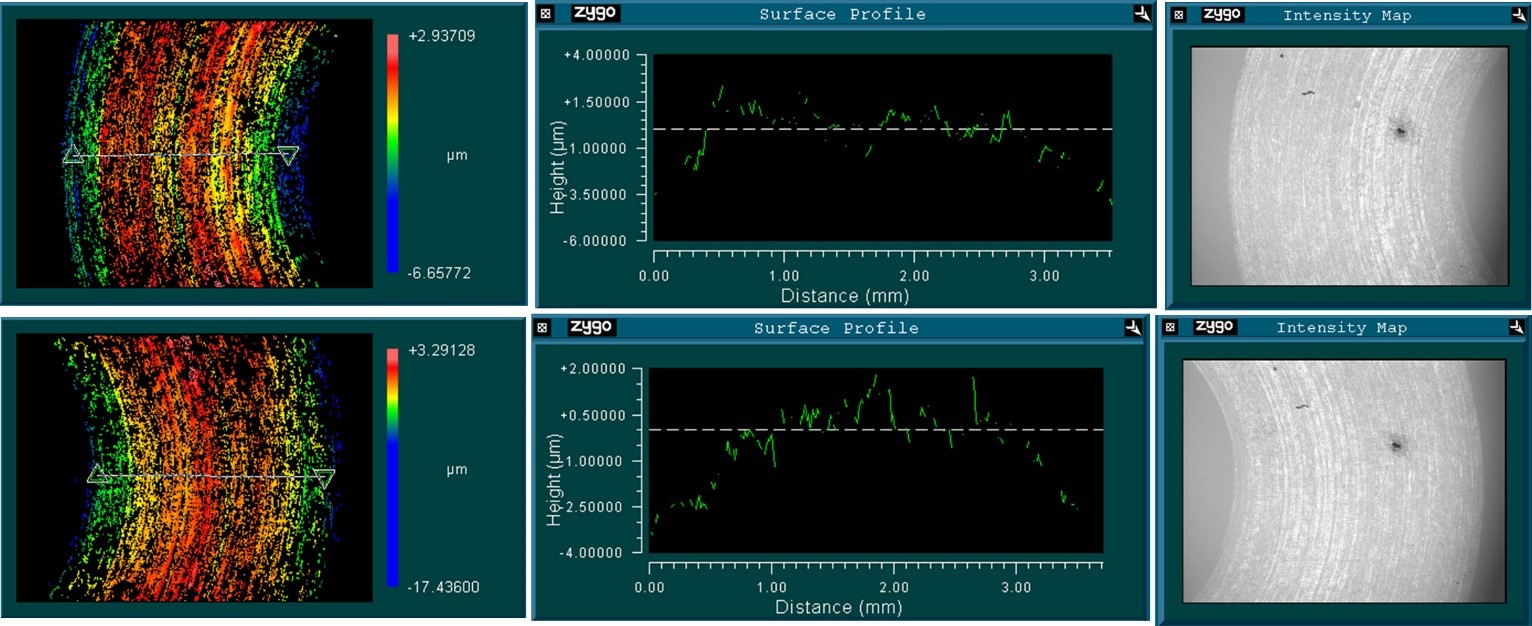 +2.93709
µm
-6.65772
zygo Surface Profile
+4.00000
+1.50000
-1.00000
-3.50000
-6.00000
Height (µm)
0.00 1.00 2.00 3.00
Distance (mm)
zygo Intensity Map
+3.29128
µm
-17.43600
zygo Surface Profile
+2.00000
+0.50000
-1.00000
-2.50000
-4.00000
Height (µm)
0.00 1.00 2.00 3.00
Distance (mm)
zygo Intensity Map